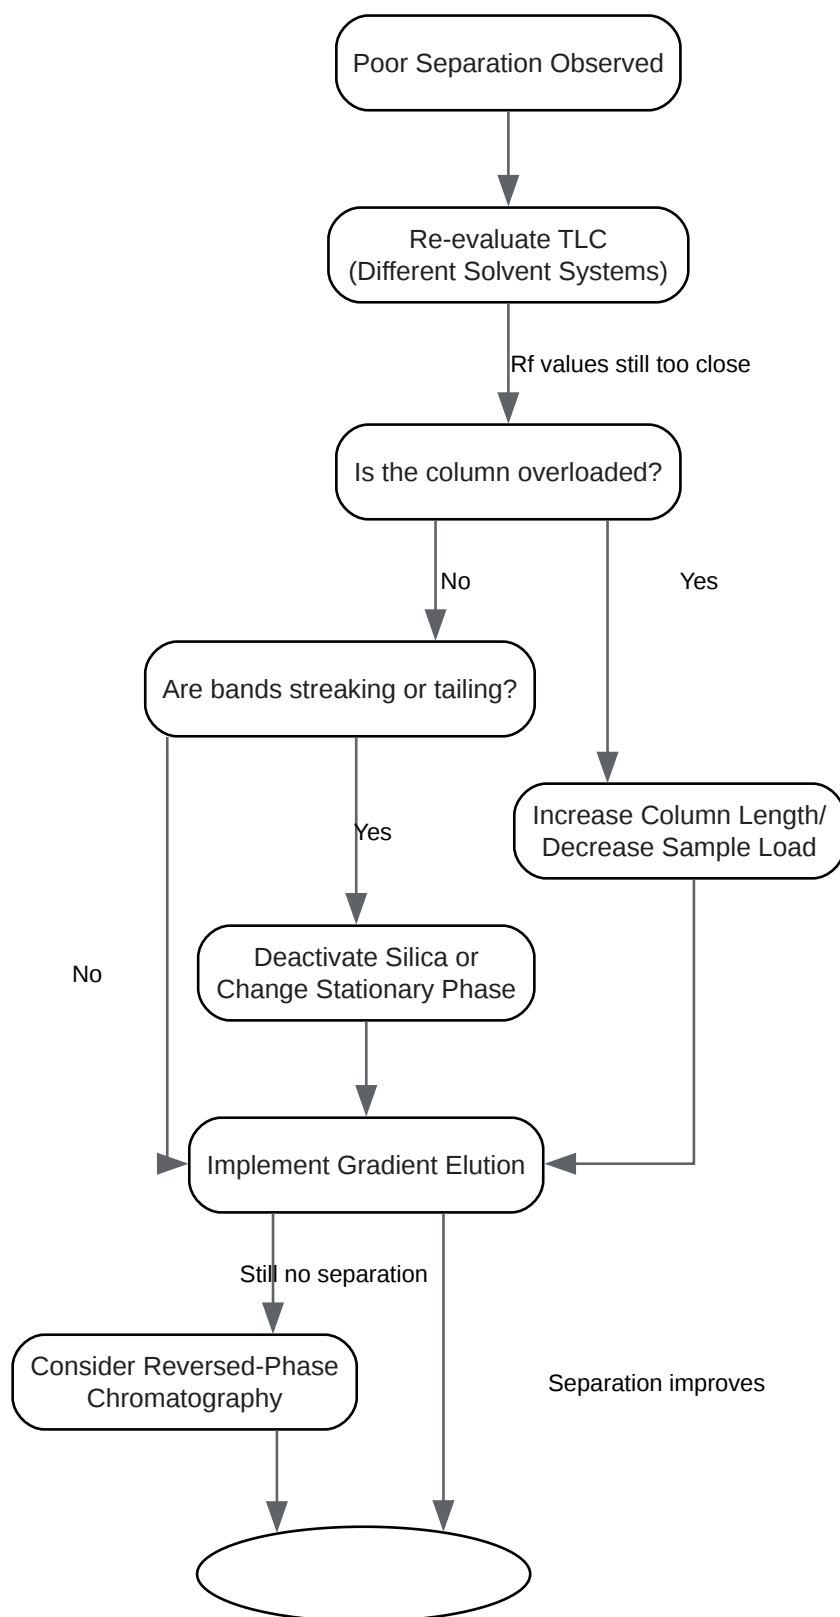 Poor Separation Observed
Re-evaluate TLC
(Different Solvent Systems)
Rf values still too close
Is the column overloaded?
No
Yes
Are bands streaking or tailing?
Increase Column Length/
Decrease Sample Load
Yes
Deactivate Silica or
Change Stationary Phase
No
Implement Gradient Elution
Still no separation
Consider Reversed-Phase
Chromatography
Separation improves